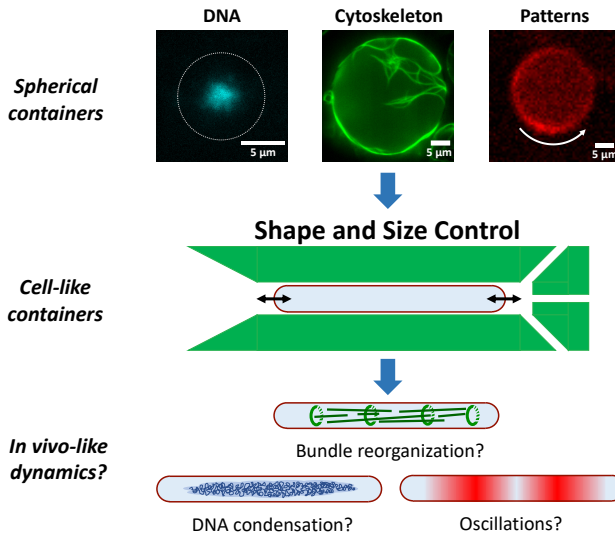 DNA
Cytoskeleton
Patterns
Spherical
containers
5 µm
5 µm
5 µm
Shape and Size Control
Cell-like
containers
In vivo-like
dynamics?
Bundle reorganization?
DNA condensation?
Oscillations?